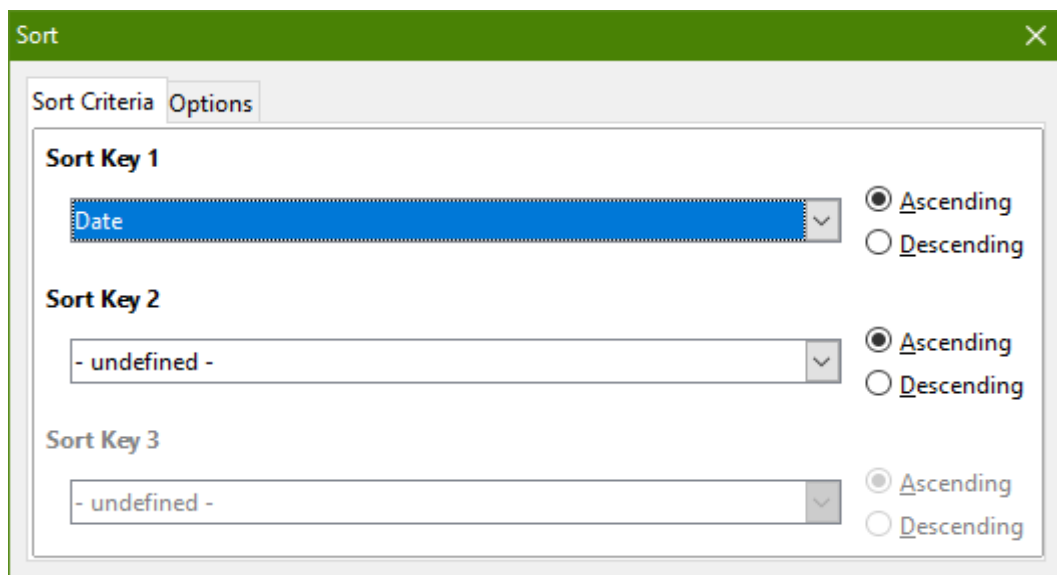 Sort
Sort Criteria Options
Sort Key 1
Date
Ascending
Descending
Sort Key 2
- undefined -
Ascending
Descending
Sort Key 3
- undefined -
Ascending
Descending